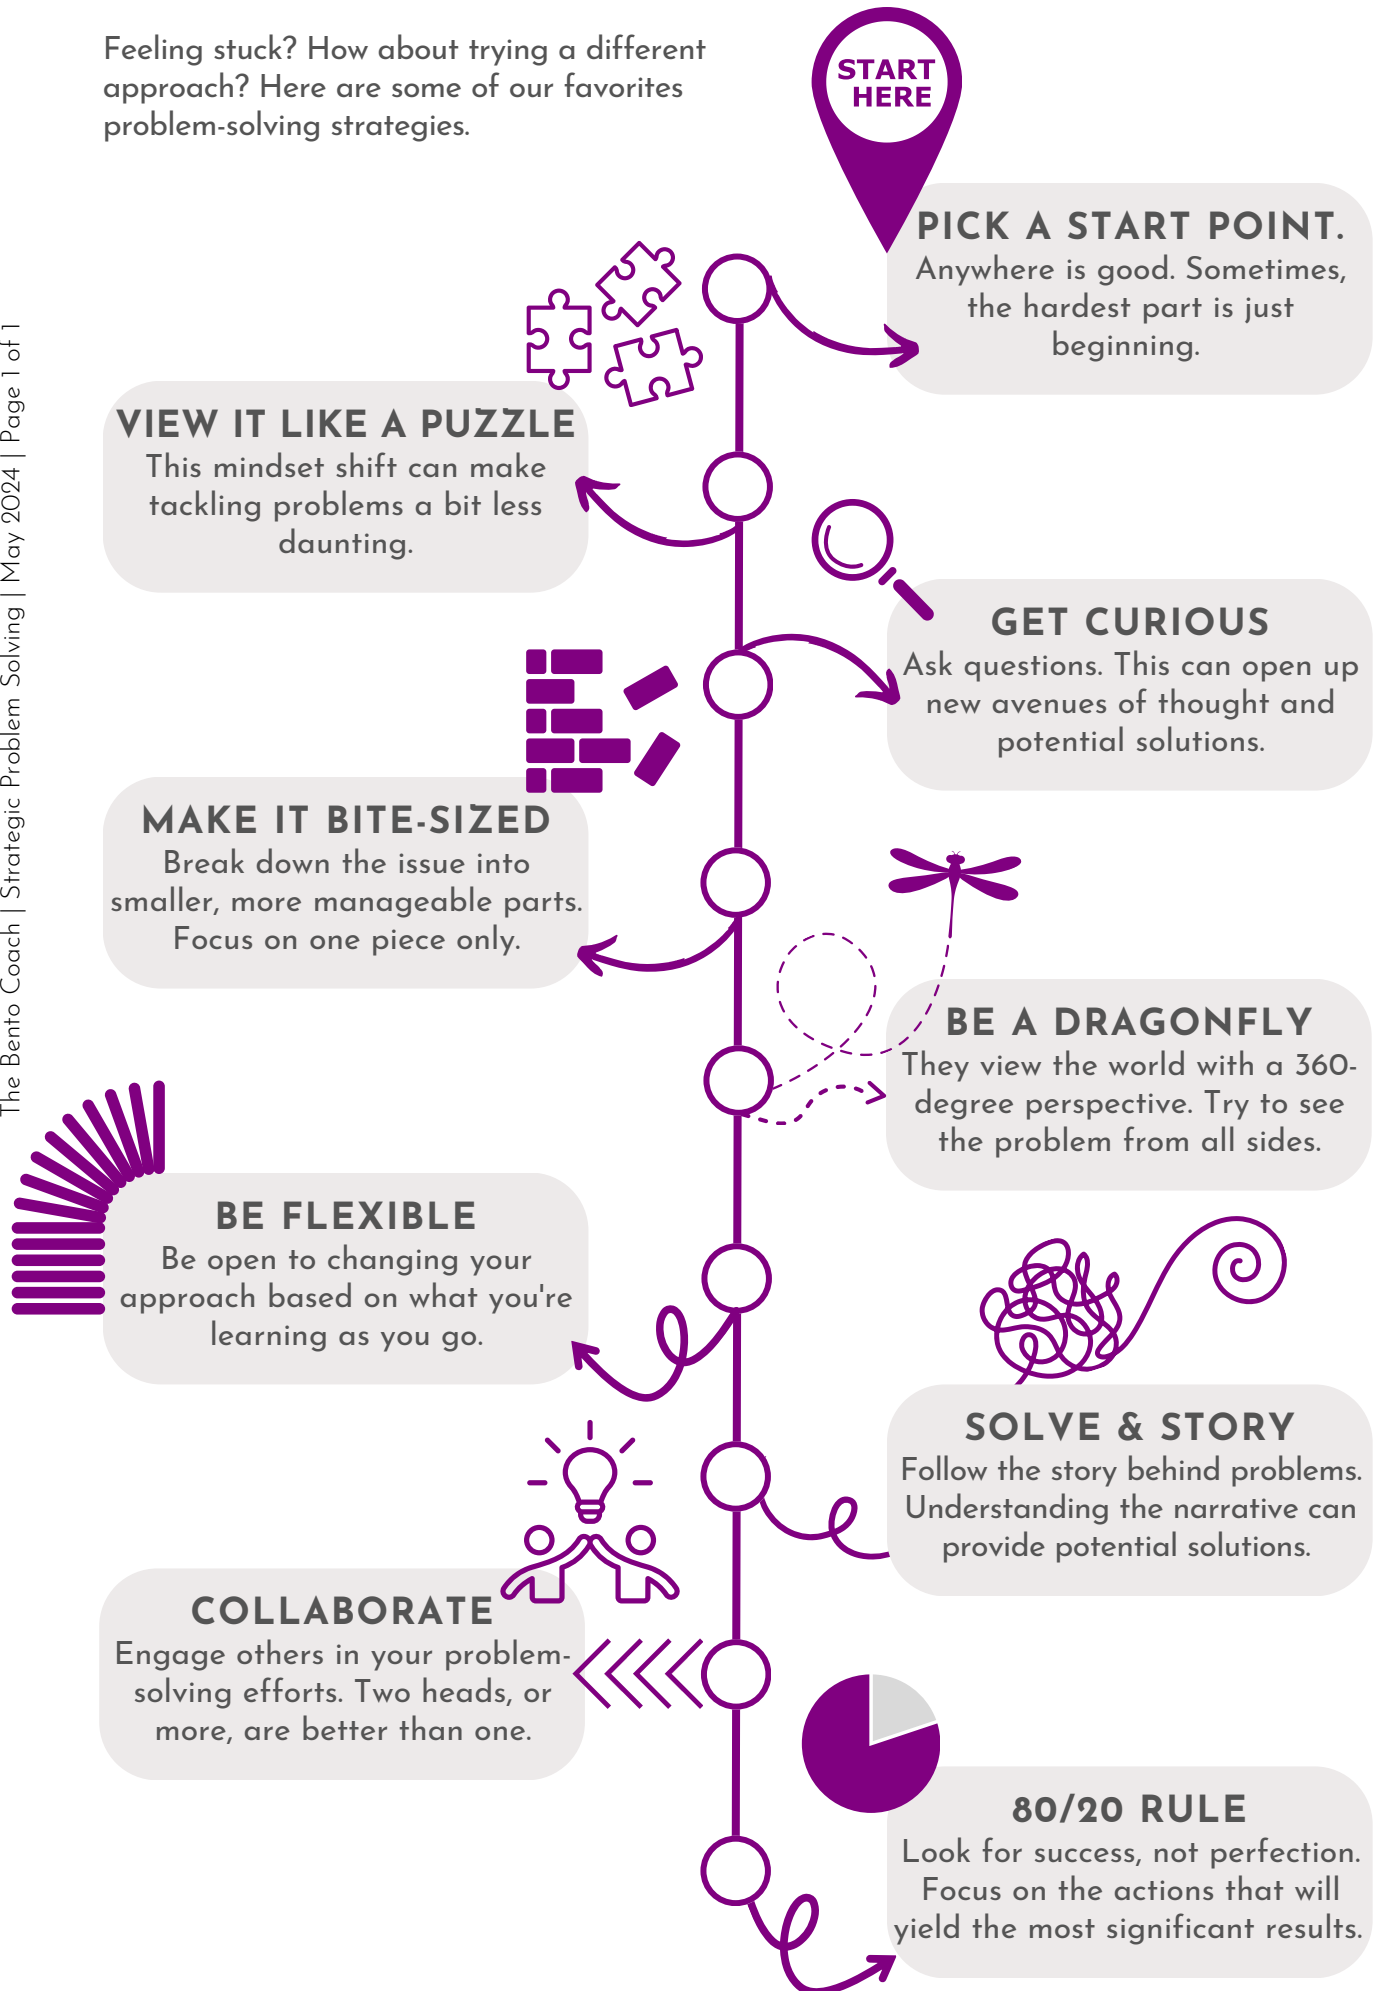 Feeling stuck? How about trying a different
approach? Here are some of our favorites
problem-solving strategies.
START
HERE
PICK A START POINT.
Anywhere is good. Sometimes,
the hardest part is just
beginning.
VIEW IT LIKE A PUZZLE
This mindset shift can make
tackling problems a bit less
daunting.
GET CURIOUS
Ask questions. This can open up
new avenues of thought and
potential solutions.
MAKE IT BITE-SIZED
Break down the issue into
smaller, more manageable parts.
Focus on one piece only.
BE A DRAGONFLY
They view the world with a 360-
degree perspective. Try to see
the problem from all sides.
BE FLEXIBLE
Be open to changing your
approach based on what you're
learning as you go.
SOLVE & STORY
Follow the story behind problems.
Understanding the narrative can
provide potential solutions.
COLLABORATE
Engage others in your problem-
solving efforts. Two heads, or
more, are better than one.
80/20 RULE
Look for success, not perfection.
Focus on the actions that will
yield the most significant results.
The Bento Coach | Strategic Problem Solving | May 2024 | Page 1 of 1